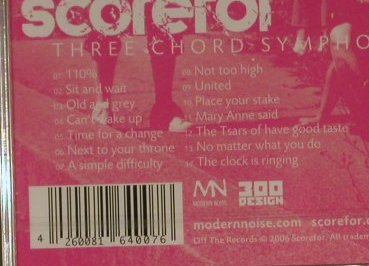 scorefor
THREE CHORD SYMPHO
01 110%
02 Sit and wait
03 Old and grey
04 Can't wake up
05 Time for a change
06 Next to your throne
07 A simple difficulty
08 Not too high
09 United
10 Place your stake
11 Mary Anne said
12 The Tsars of have good taste
13 No matter what you do
14 The clock is ringing
MN
MODERN NOISE
300
DESIGN
modernnoise.com scorefor.
Off The Records © 2006 Scorefor. All tradem
4 260081 640076